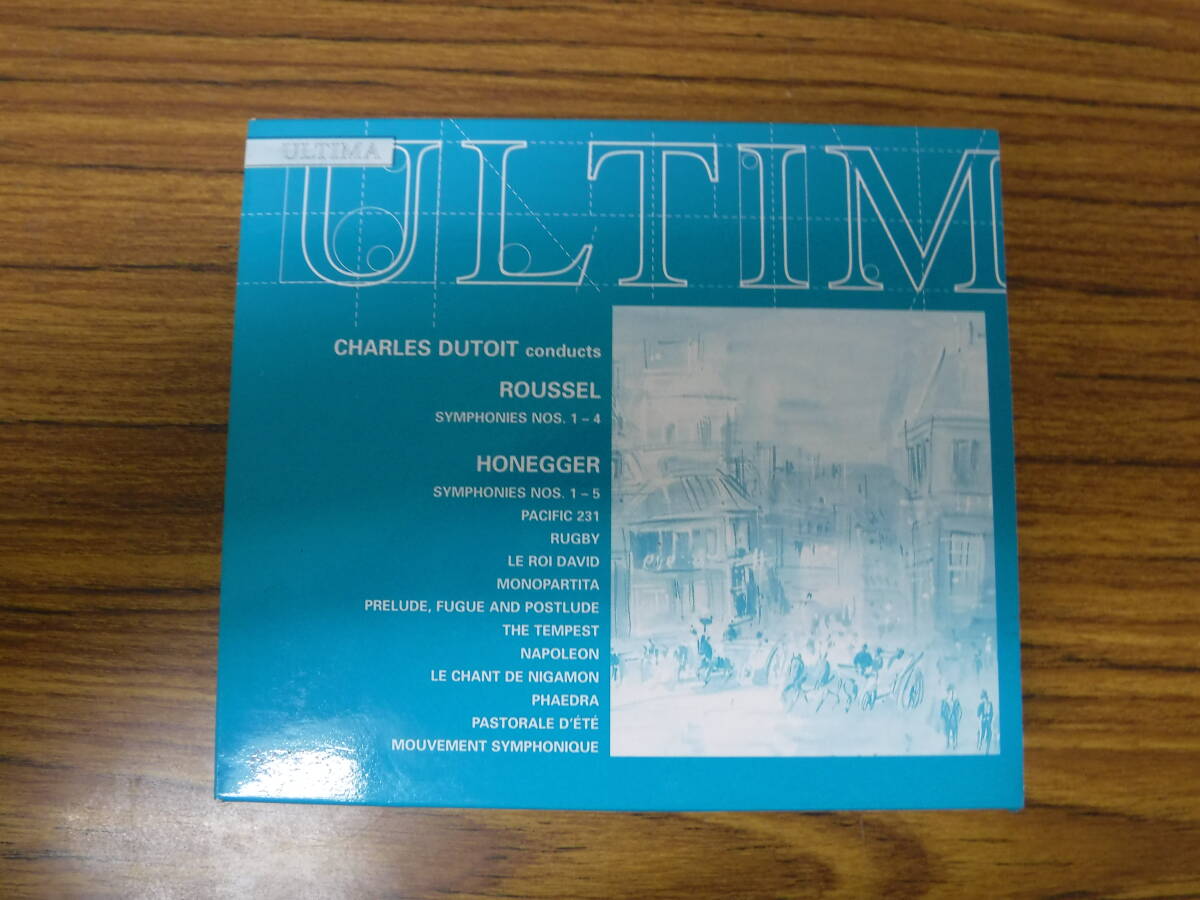 ULTIMA
ULTIM
CHARLES DUTOIT conducts
ROUSSEL
SYMPHONIES NOS. 1 – 4
HONEGGER
SYMPHONIES NOS. 1 – 5
PACIFIC 231
RUGBY
LE ROI DAVID
MONOPARTITA
PRELUDE, FUGUE AND POSTLUDE
THE TEMPEST
NAPOLEON
LE CHANT DE NIGAMON
PHAEDRA
PASTORALE D'ÉTÉ
MOUVEMENT SYMPHONIQUE